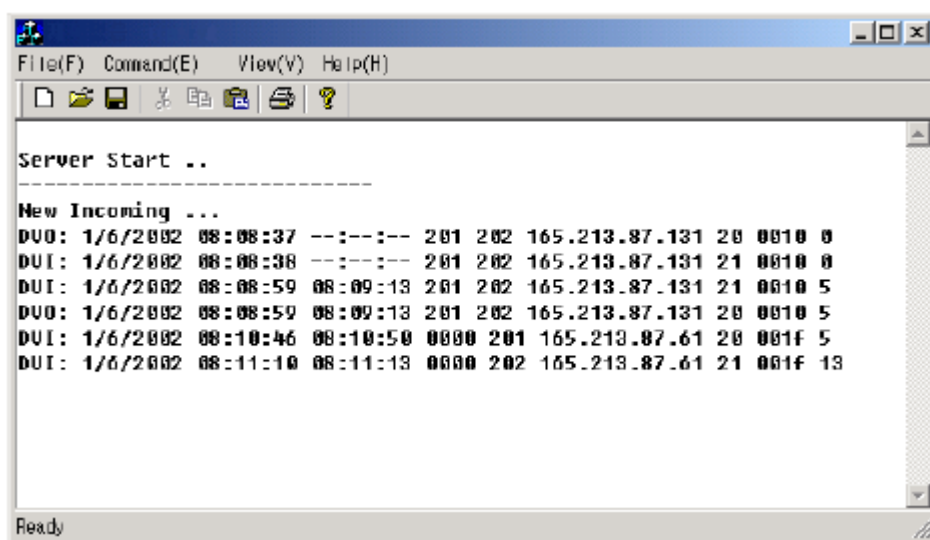 File(F) Command(E) View(V) Help(H)
Server Start ..
----------------------------
New Incoming ...
DVO: 1/6/2002 08:08:37 --:--:-- 201 202 165.213.87.131 20 0010 0
DVI: 1/6/2002 08:08:38 --:--:-- 201 202 165.213.87.131 21 0010 0
DVI: 1/6/2002 08:08:59 08:09:13 201 202 165.213.87.131 21 0010 5
DVO: 1/6/2002 08:08:59 08:09:13 201 202 165.213.87.131 20 0010 5
DVI: 1/6/2002 08:10:46 08:10:50 0000 201 165.213.87.61 20 001f 5
DVI: 1/6/2002 08:11:10 08:11:13 0000 202 165.213.87.61 21 001f 13
Ready